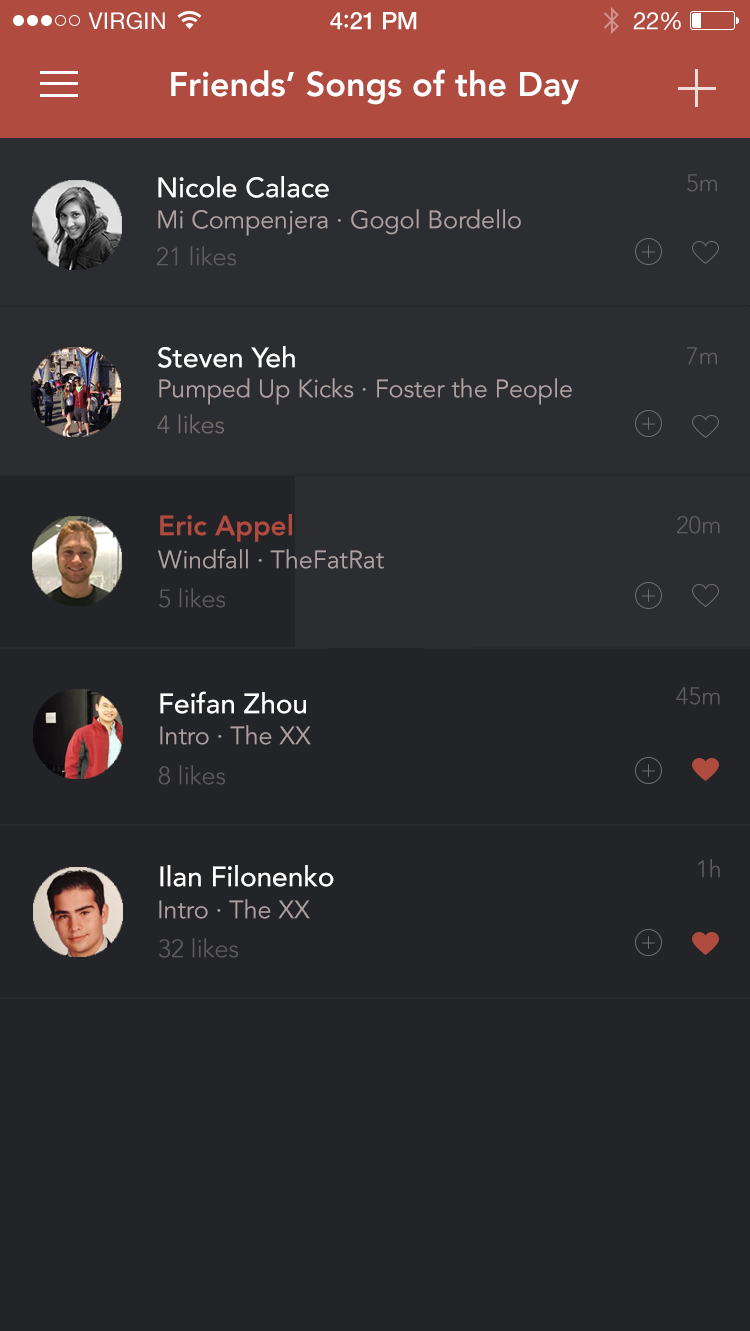 VIRGIN 4:21 PM 22%
Friends’ Songs of the Day
Nicole Calace 5m
Mi Compenjera · Gogol Bordello
21 likes
Steven Yeh 7m
Pumped Up Kicks · Foster the People
4 likes
Eric Appel 20m
Windfall · TheFatRat
5 likes
Feifan Zhou 45m
Intro · The XX
8 likes
Ilan Filonenko 1h
Intro · The XX
32 likes